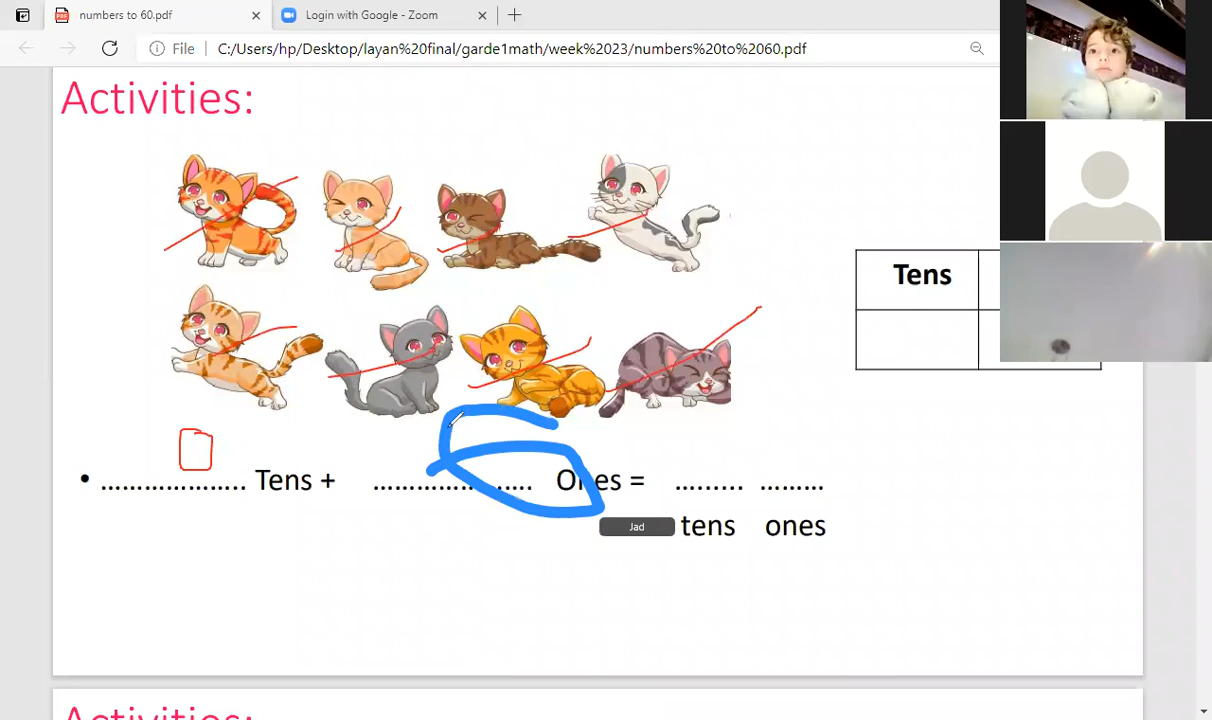 numbers to 60.pdf
Login with Google - Zoom
File C:/Users/hp/Desktop/layan%20final/garde1math/week%2023/numbers%20to%2060.pdf
Activities:
Tens
• ……………….. Tens + ………………… Ones = ……... ………
Jad
tens ones
Activities: